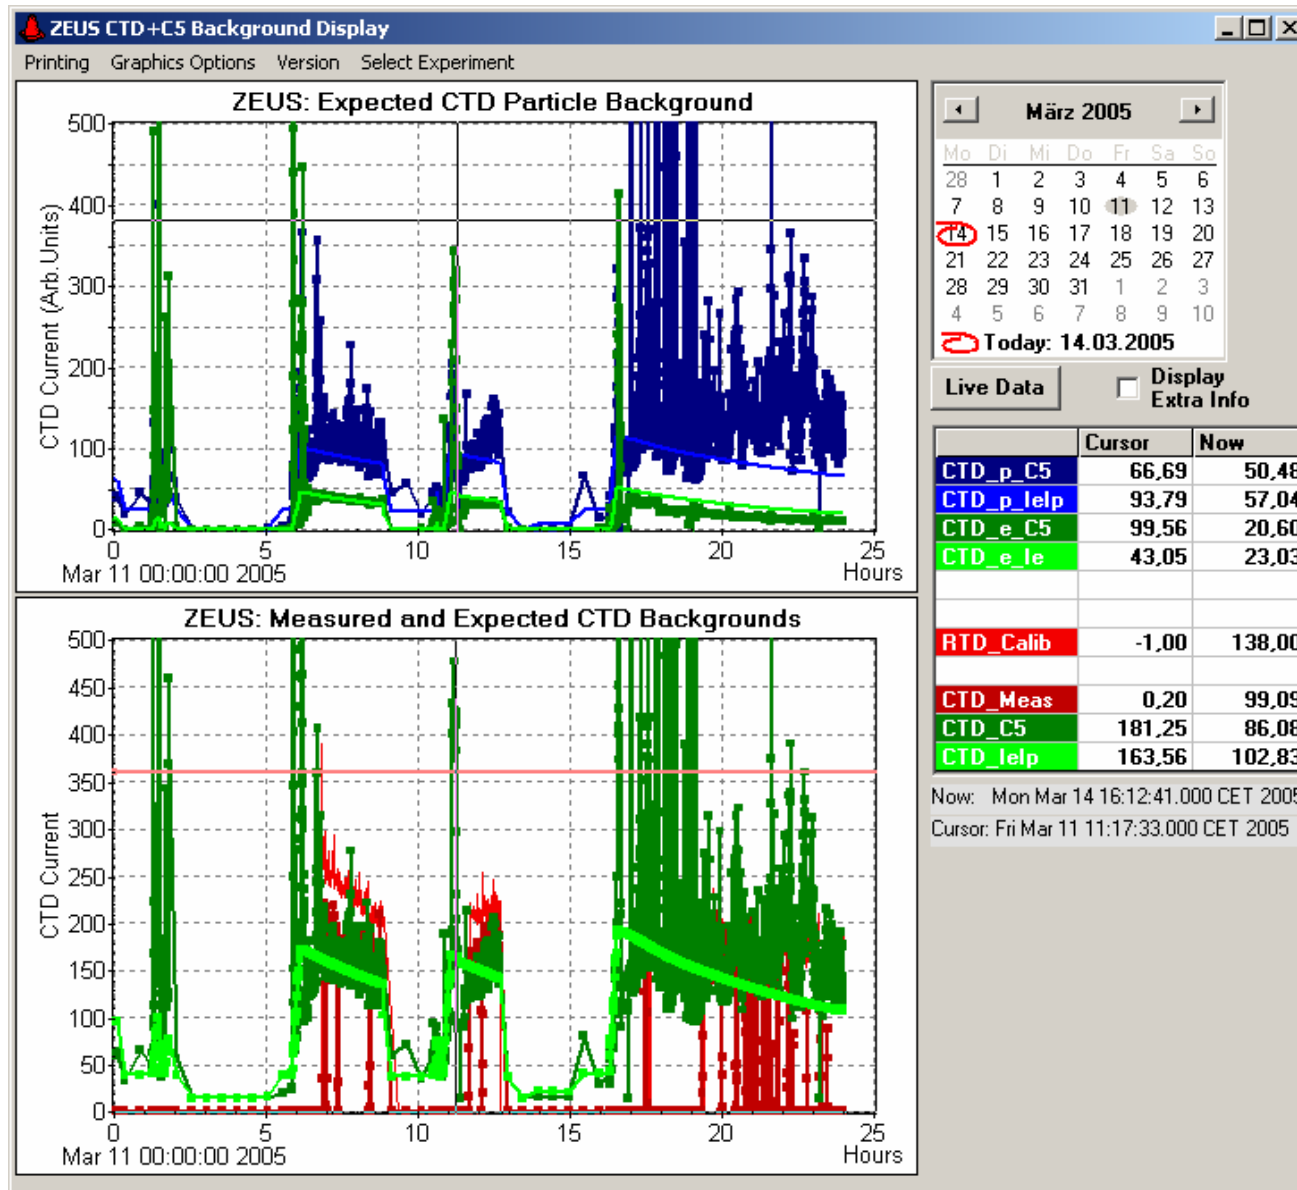 ZEUS CTD+C5 Background Display
Printing Graphics Options Version Select Experiment
ZEUS: Expected CTD Particle Background
CTD Current (Arb.Units)
500
400
300
200
100
0
0 5 10 15 20 25
Mar 11 00:00:00 2005 Hours
ZEUS: Measured and Expected CTD Backgrounds
CTD Current
500
450
400
350
300
250
200
150
100
50
0
0 5 10 15 20 25
Mar 11 00:00:00 2005 Hours
März 2005
Mo Di Mi Do Fr Sa So
28 1 2 3 4 5 6
7 8 9 10 11 12 13
14 15 16 17 18 19 20
21 22 23 24 25 26 27
28 29 30 31 1 2 3
4 5 6 7 8 9 10
Today: 14.03.2005
Live Data
Display
Extra Info
Cursor Now
CTD_p_C5 66,69 50,48
CTD_p_IeIp 93,79 57,04
CTD_e_C5 99,56 20,60
CTD_e_Ie 43,05 23,03
RTD_Calib -1,00 138,00
CTD_Meas 0,20 99,09
CTD_C5 181,25 86,08
CTD_IeIp 163,56 102,83
Now: Mon Mar 14 16:12:41.000 CET 2005
Cursor: Fri Mar 11 11:17:33.000 CET 2005